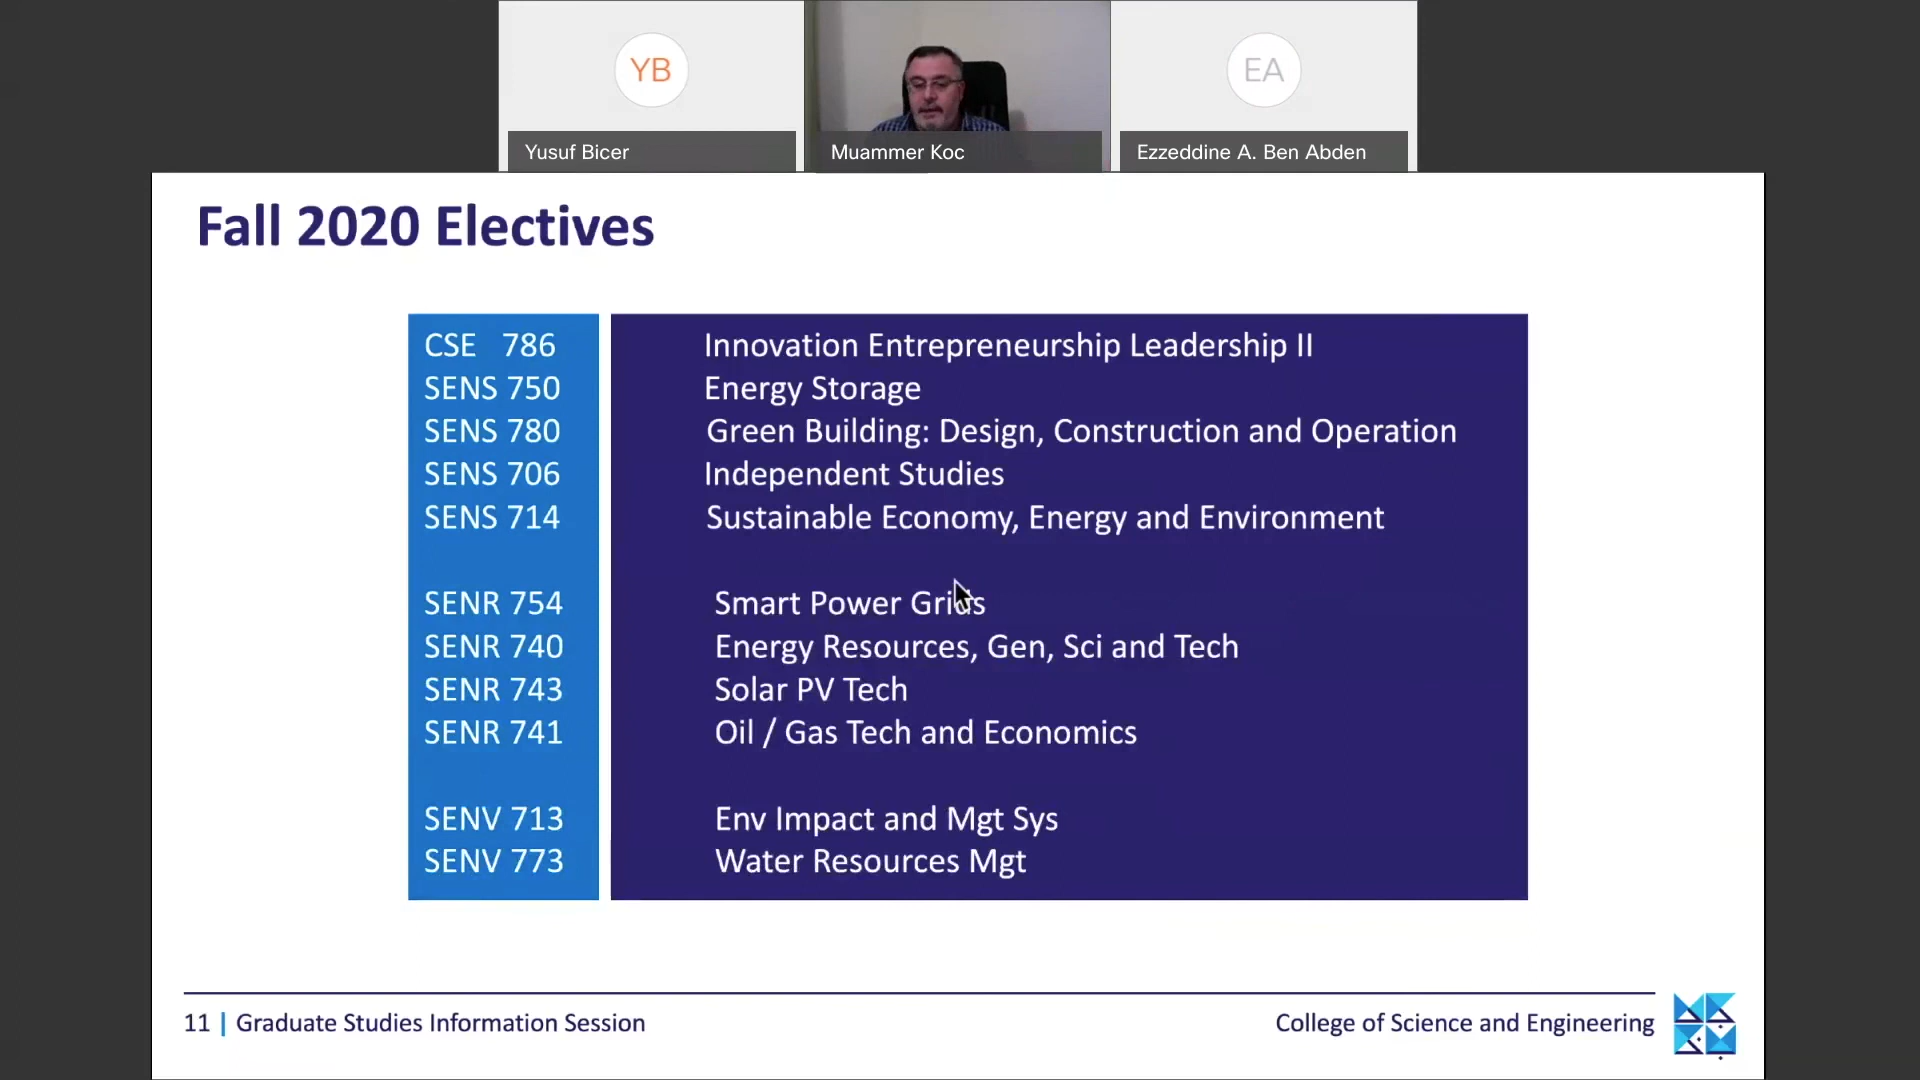 YB
EA
Yusuf Bicer
Muammer Koc
Ezzeddine A. Ben Abden
Fall 2020 Electives
CSE 786 Innovation Entrepreneurship Leadership II
SENS 750 Energy Storage
SENS 780 Green Building: Design, Construction and Operation
SENS 706 Independent Studies
SENS 714 Sustainable Economy, Energy and Environment
SENR 754 Smart Power Grids
SENR 740 Energy Resources, Gen, Sci and Tech
SENR 743 Solar PV Tech
SENR 741 Oil / Gas Tech and Economics
SENV 713 Env Impact and Mgt Sys
SENV 773 Water Resources Mgt
11 | Graduate Studies Information Session
College of Science and Engineering